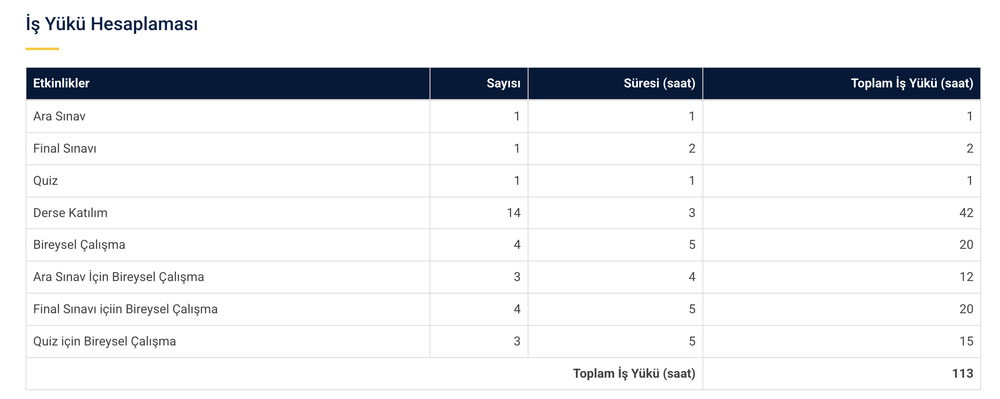 İş Yükü Hesaplaması
Etkinlikler Sayısı Süresi (saat) Toplam İş Yükü (saat)
Ara Sınav 1 1 1
Final Sınavı 1 2 2
Quiz 1 1 1
Derse Katılım 14 3 42
Bireysel Çalışma 4 5 20
Ara Sınav İçin Bireysel Çalışma 3 4 12
Final Sınavı içiin Bireysel Çalışma 4 5 20
Quiz için Bireysel Çalışma 3 5 15
Toplam İş Yükü (saat) 113